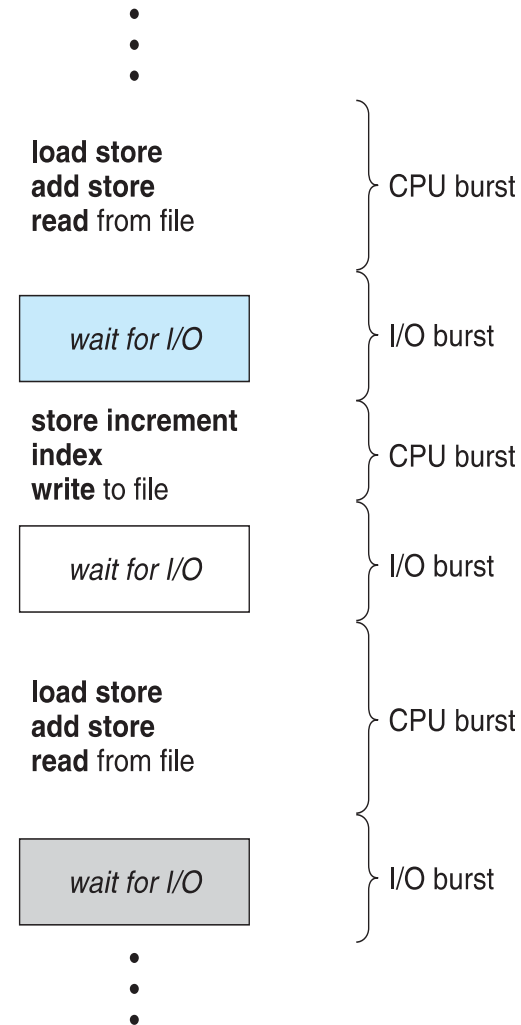 load store
add store
read from file
CPU burst
wait for I/O
I/O burst
store increment
index
write to file
CPU burst
wait for I/O
I/O burst
load store
add store
read from file
CPU burst
wait for I/O
I/O burst